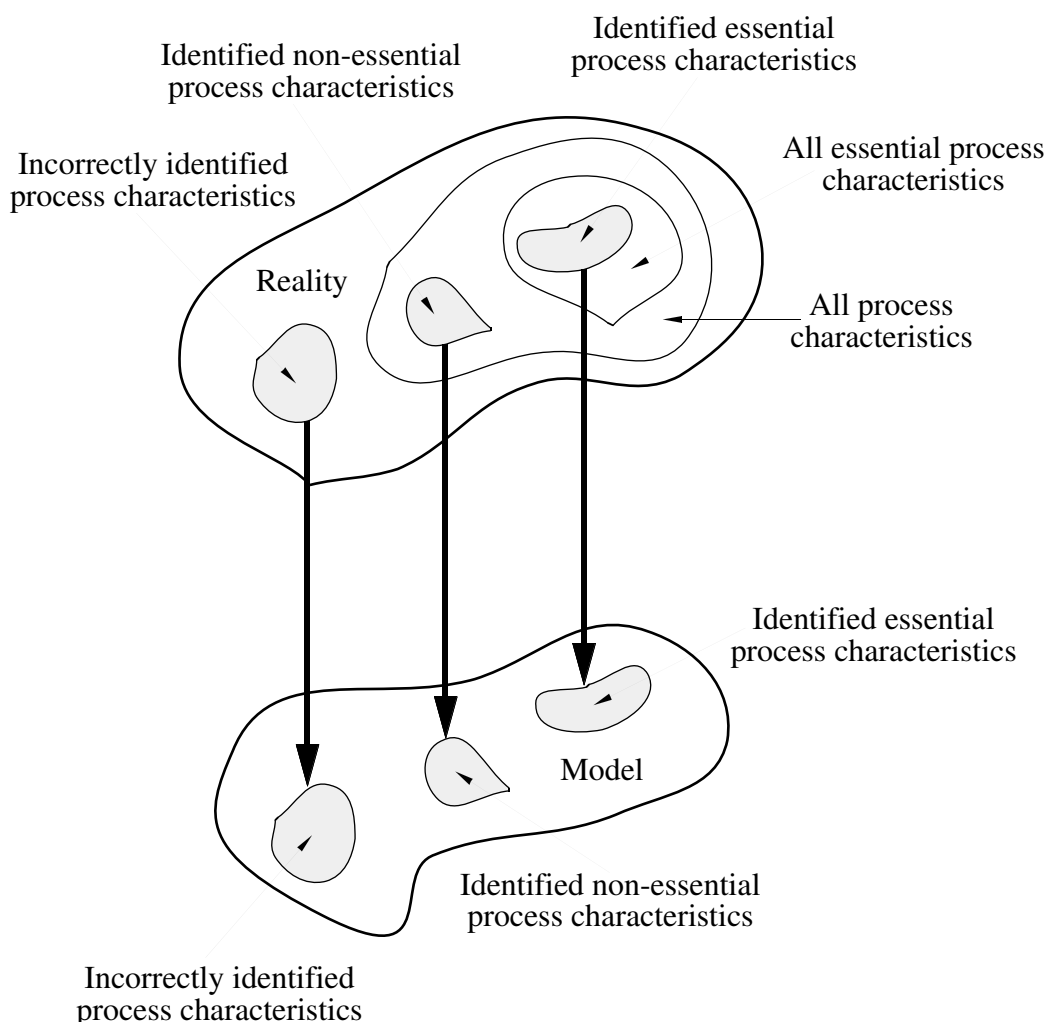 Identified essential
process characteristics
Identified non-essential
process characteristics
All essential process
characteristics
Incorrectly identified
process characteristics
Reality
All process
characteristics
Identified essential
process characteristics
Model
Identified non-essential
process characteristics
Incorrectly identified
process characteristics